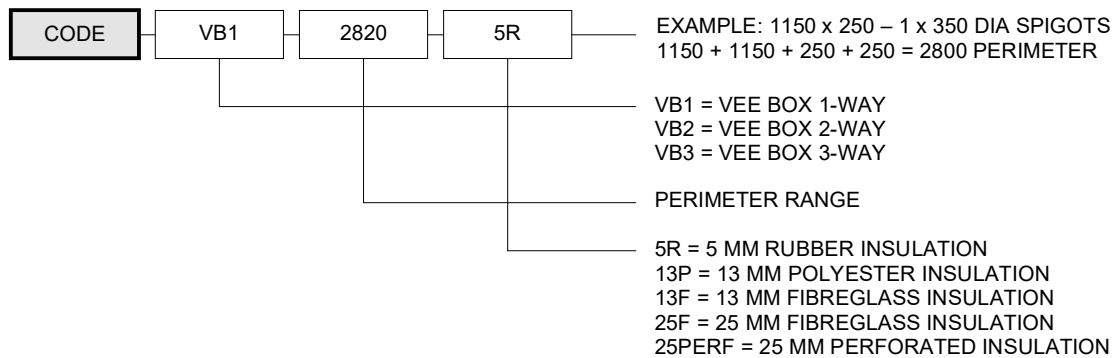 CODE VB1 2820 5R EXAMPLE: 1150 x 250 – 1 x 350 DIA SPIGOTS
1150 + 1150 + 250 + 250 = 2800 PERIMETER
VB1 = VEE BOX 1-WAY
VB2 = VEE BOX 2-WAY
VB3 = VEE BOX 3-WAY
PERIMETER RANGE
5R = 5 MM RUBBER INSULATION
13P = 13 MM POLYESTER INSULATION
13F = 13 MM FIBREGLASS INSULATION
25F = 25 MM FIBREGLASS INSULATION
25PERF = 25 MM PERFORATED INSULATION